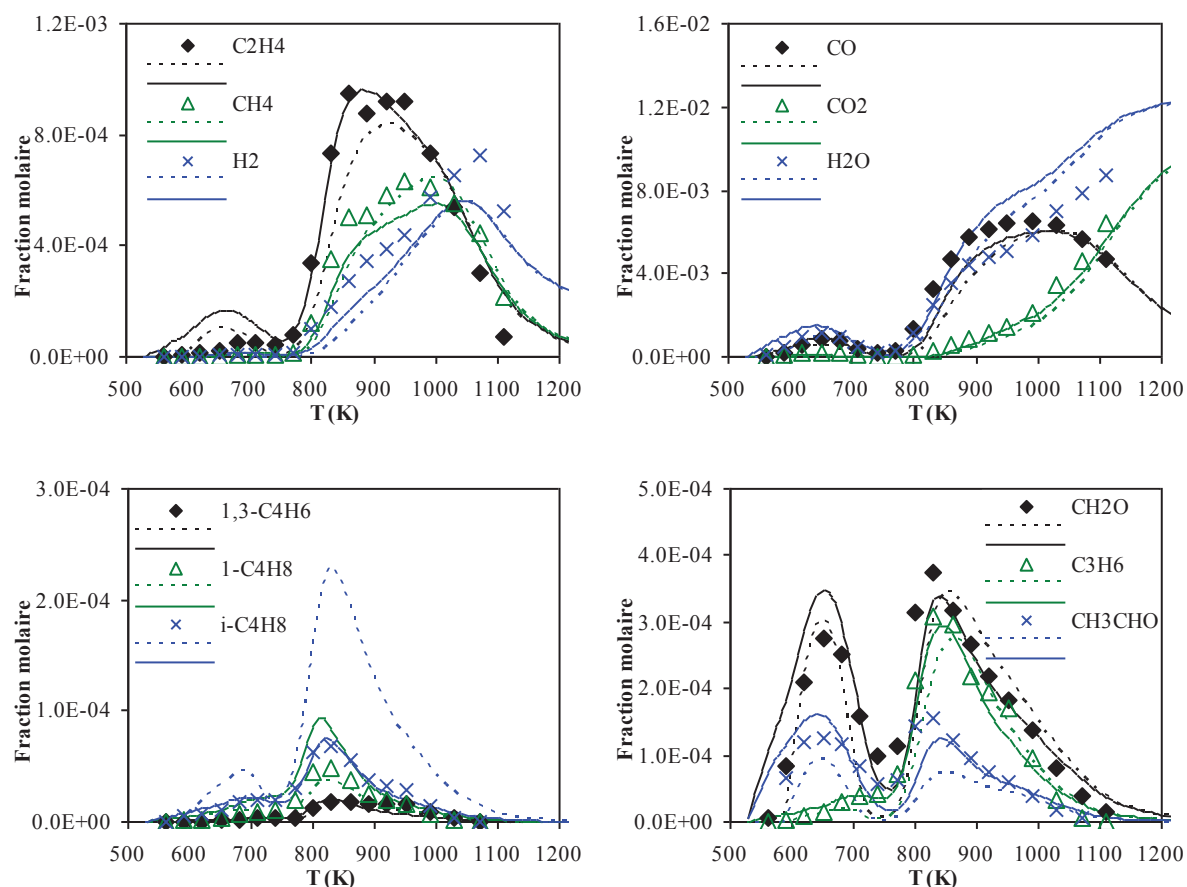 1.2E-03
8.0E-04
4.0E-04
0.0E+00
Fraction molaire
C2H4
CH4
H2
500 600 700 800 900 1000 1100 1200
T (K)
1.6E-02
1.2E-02
8.0E-03
4.0E-03
0.0E+00
Fraction molaire
CO
CO2
H2O
500 600 700 800 900 1000 1100 1200
T (K)
3.0E-04
2.0E-04
1.0E-04
0.0E+00
Fraction molaire
1,3-C4H6
1-C4H8
i-C4H8
500 600 700 800 900 1000 1100 1200
T (K)
5.0E-04
4.0E-04
3.0E-04
2.0E-04
1.0E-04
0.0E+00
Fraction molaire
CH2O
C3H6
CH3CHO
500 600 700 800 900 1000 1100 1200
T (K)